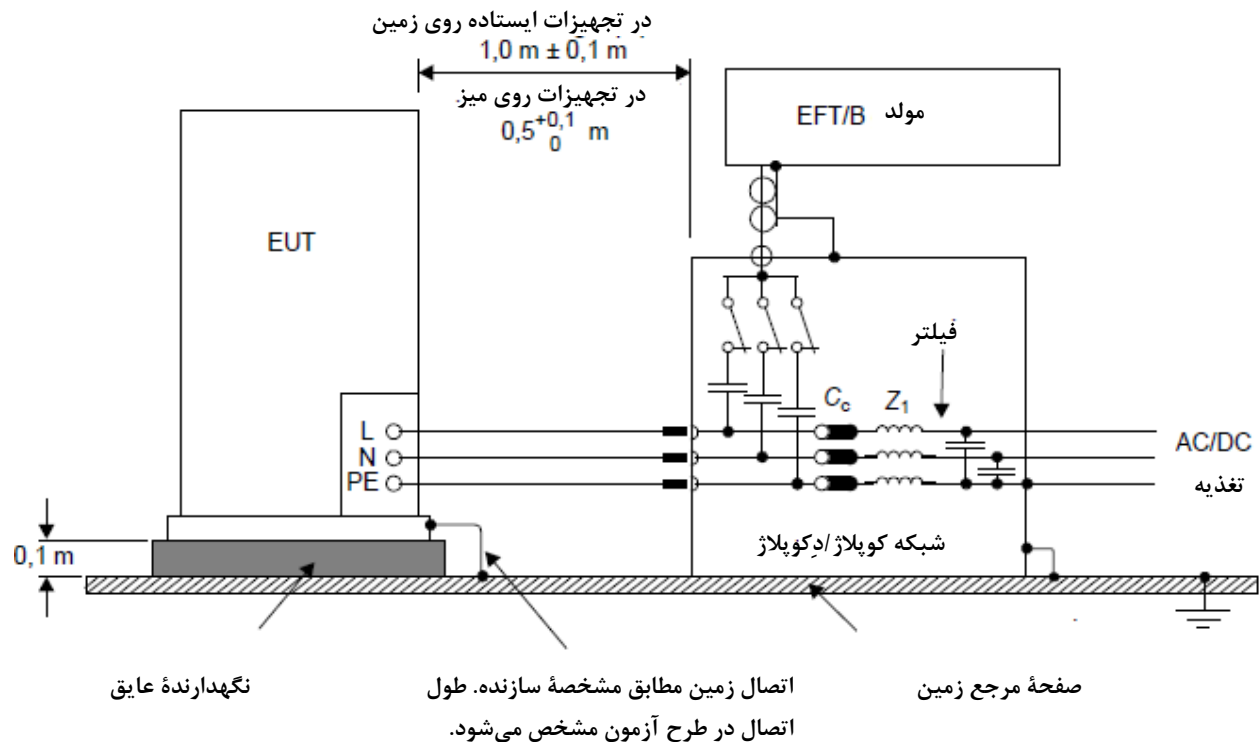 در تجهیزات ایستاده روی زمین
1,0 m ± 0,1 m
در تجهیزات روی میز
0,5 +0,1 0 m
مولد EFT/B
EUT
فیلتر
Cc
Z1
L
N
PE
AC/DC
تغذیه
شبکه کوپلاژ/دِکوپلاژ
0,1 m
نگهدارندهٔ عایق
اتصال زمین مطابق مشخصهٔ سازنده. طول
اتصال در طرح آزمون مشخص می‌شود.
صفحهٔ مرجع زمین